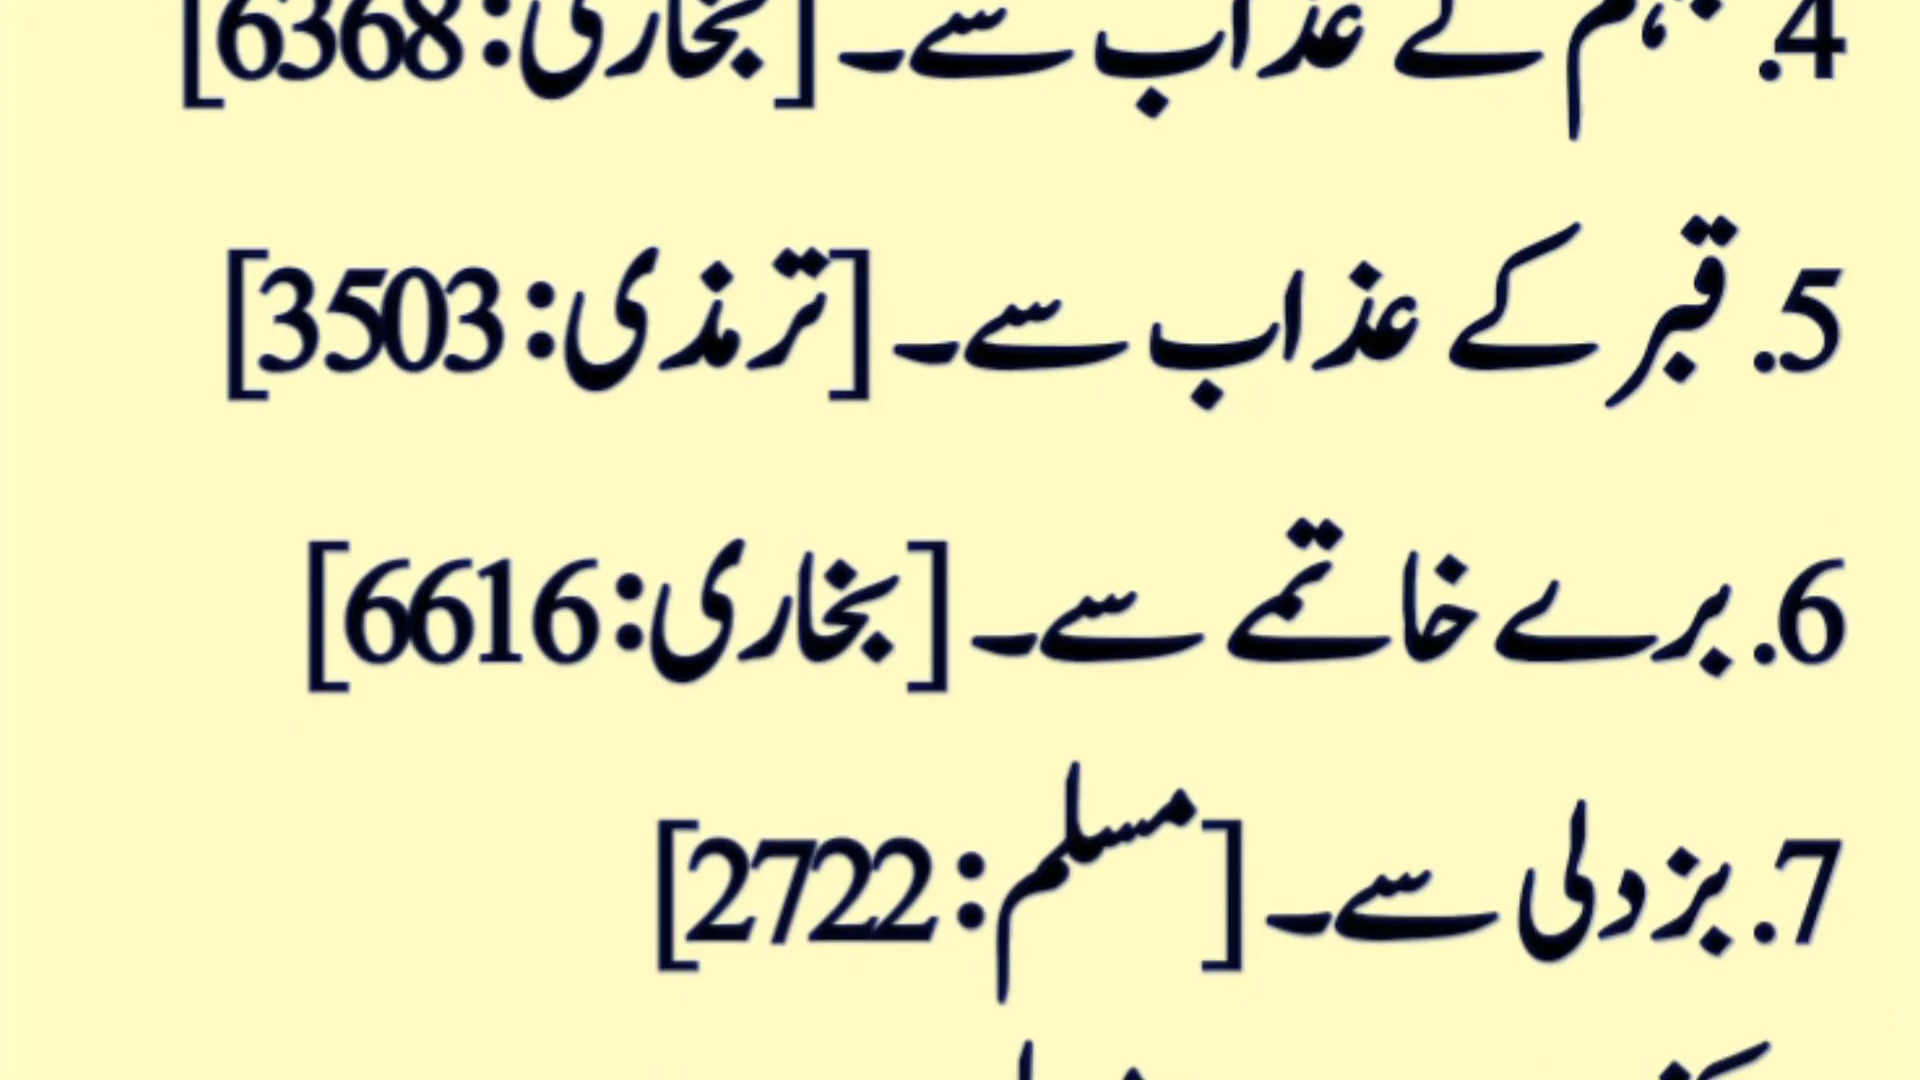 4. جہنم کے عذاب سے۔ [بخاری: 6368]
5. قبر کے عذاب سے۔ [ترمذی: 3503]
6. برے خاتمے سے۔ [بخاری: 6616]
7. بزدلی سے۔ [مسلم: 2722]